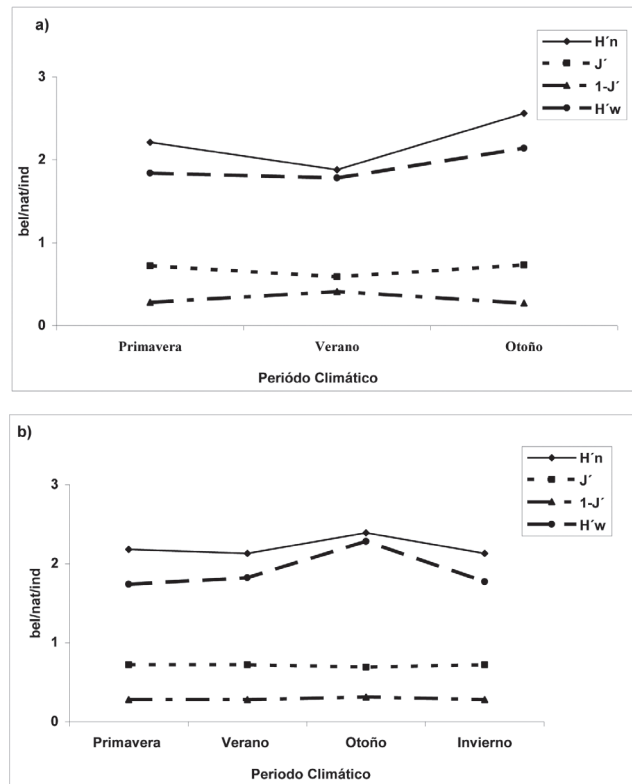 a)
H´n
J´
1-J´
H´w
3
2
1
0
bel/nat/ind
Primavera Verano Otoño
Periódo Climático
b)
H´n
J´
1-J´
H´w
3
2
1
0
bel/nat/ind
Primavera Verano Otoño Invierno
Periodo Climático